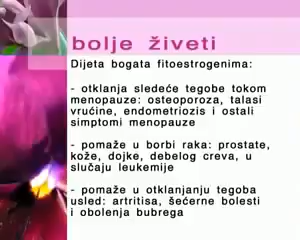 bolje živeti
Dijeta bogata fitoestrogenima:
- otklanja sledeće tegobe tokom
menopauze: osteoporoza, talasi
vrućine, endometriozis i ostali
simptomi menopauze
- pomaže u borbi raka: prostate,
kože, dojke, debelog creva, u
slučaju leukemije
- pomaže u otklanjanju tegoba
usled: artritisa, šećerne bolesti
i obolenja bubrega